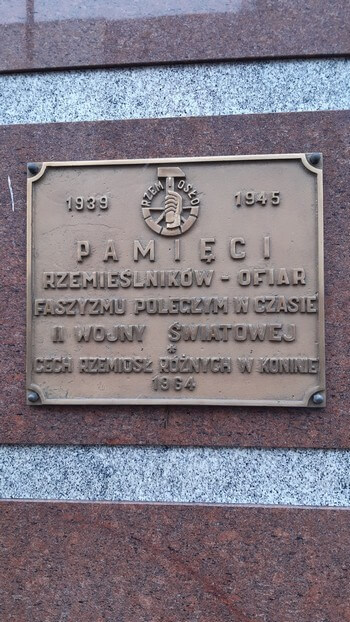 RZEMIOSŁO
1939 1945
PAMIĘCI
RZEMIEŚLNIKÓW - OFIAR
FASZYZMU POLEGŁYM W CZASIE
II WOJNY ŚWIATOWEJ
*
CECH RZEMIOSŁ RÓŻNYCH W KONINIE
1964